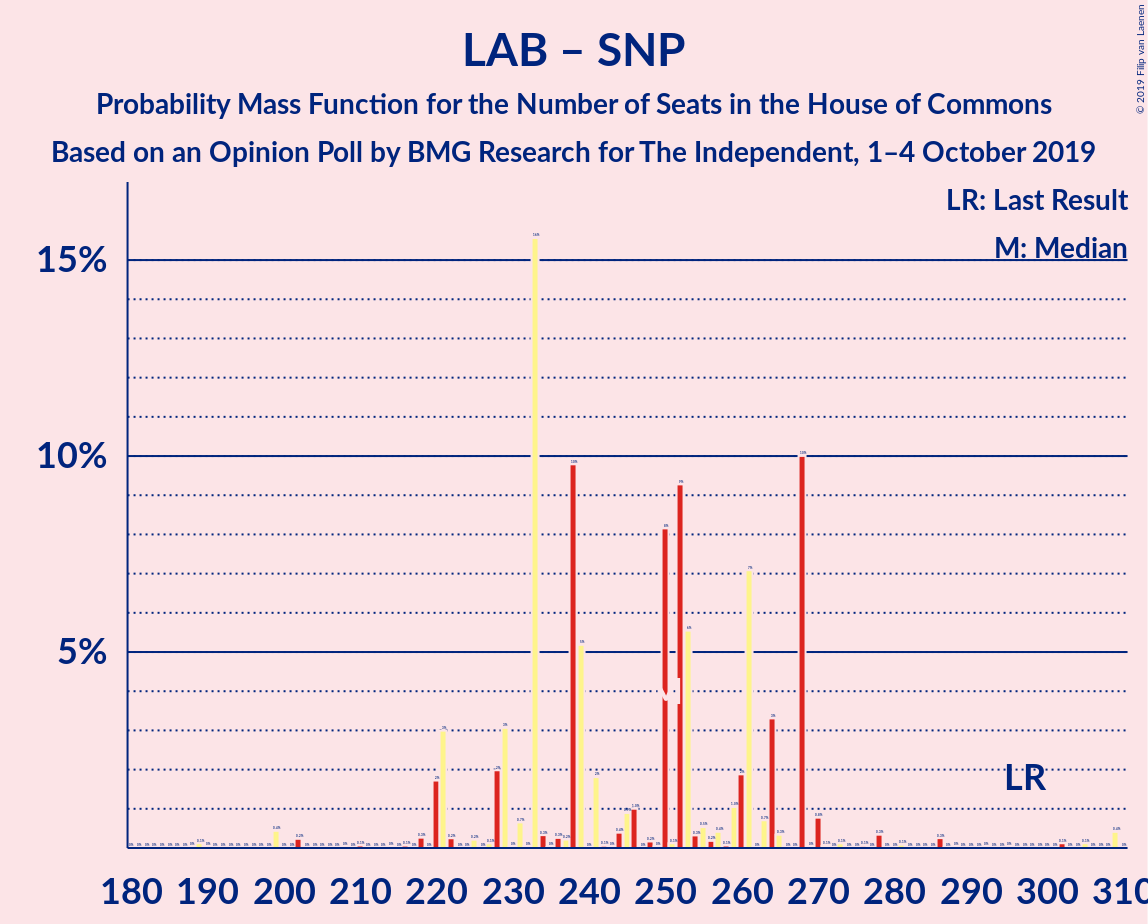 LAB – SNP
Probability Mass Function for the Number of Seats in the House of Commons
Based on an Opinion Poll by BMG Research for The Independent, 1–4 October 2019
© 2019 Filip van Laenen
LR: Last Result
M: Median
15%
10%
5%
M
LR
180 190 200 210 220 230 240 250 260 270 280 290 300 310